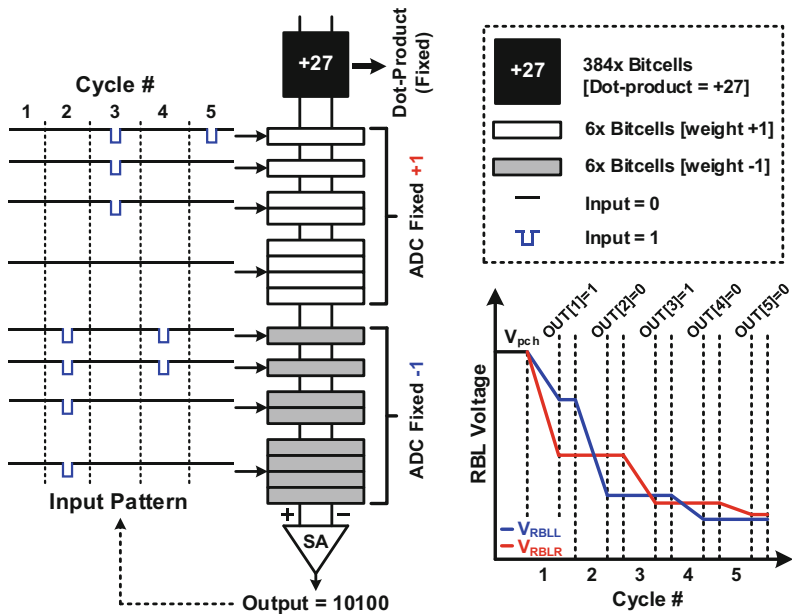 Cycle #
1 2 3 4 5
+27
Dot-Product
(Fixed)
ADC Fixed +1
ADC Fixed -1
Input Pattern
+ −
SA
Output = 10100
+27
384x Bitcells
[Dot-product = +27]
6x Bitcells [weight +1]
6x Bitcells [weight -1]
Input = 0
Input = 1
OUT[1]=1
OUT[2]=0
OUT[3]=1
OUT[4]=0
OUT[5]=0
Vpch
RBL Voltage
VRBLL
VRBLR
1 2 3 4 5
Cycle #